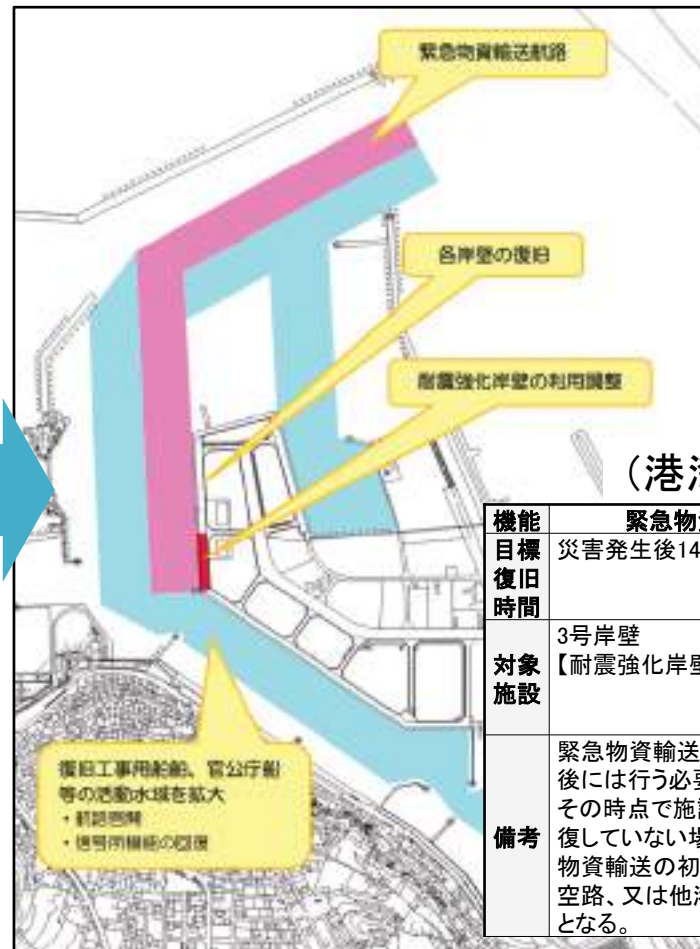 緊急物資輸送航路
各岸壁の復旧
耐震強化岸壁の利用調整
復旧工事用船舶、官公庁船
等の活動水域を拡大
・航路啓開
・信号所機能の回復
（港
機能
緊急物
目標
復旧
時間
災害発生後14
対象
施設
3号岸壁
【耐震強化岸壁
備考
緊急物資輸送
後には行う必要
その時点で施
復していない場
物資輸送の初
空路、又は他
となる。